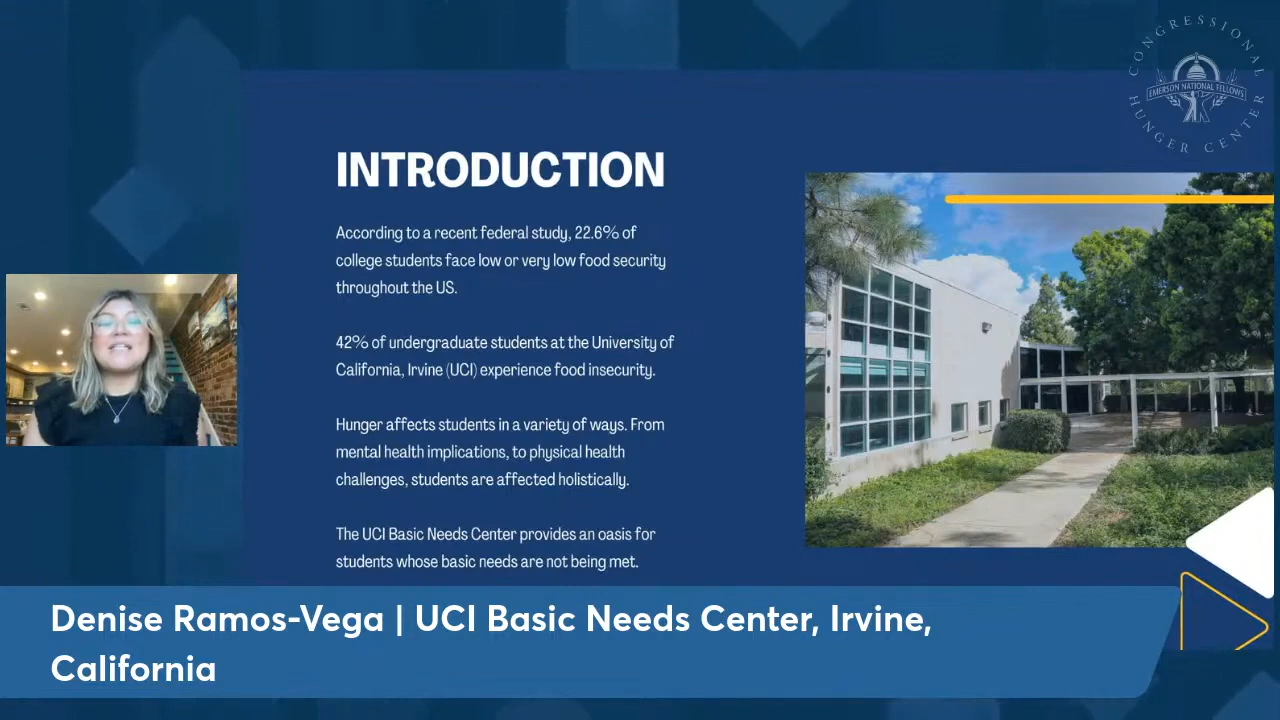 CONGRESSIONAL
EMERSON NATIONAL FELLOWS
HUNGER CENTER
INTRODUCTION
According to a recent federal study, 22.6% of
college students face low or very low food security
throughout the US.
42% of undergraduate students at the University of
California, Irvine (UCI) experience food insecurity.
Hunger affects students in a variety of ways. From
mental health implications, to physical health
challenges, students are affected holistically.
The UCI Basic Needs Center provides an oasis for
students whose basic needs are not being met.
Denise Ramos-Vega | UCI Basic Needs Center, Irvine,
California